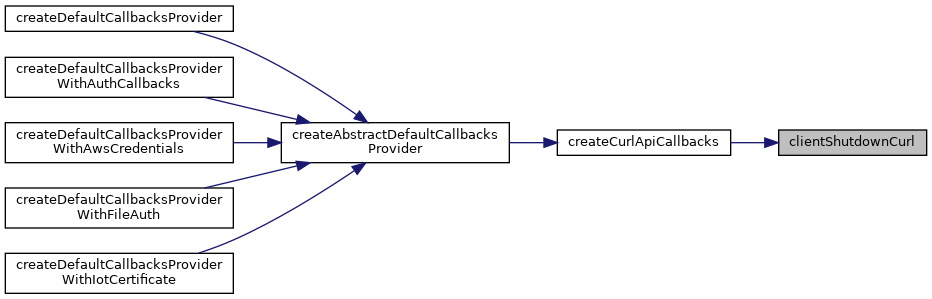 createDefaultCallbacksProvider
createDefaultCallbacksProvider
WithAuthCallbacks
createDefaultCallbacksProvider
WithAwsCredentials
createDefaultCallbacksProvider
WithFileAuth
createDefaultCallbacksProvider
WithIotCertificate
createAbstractDefaultCallbacks
Provider
createCurlApiCallbacks
clientShutdownCurl